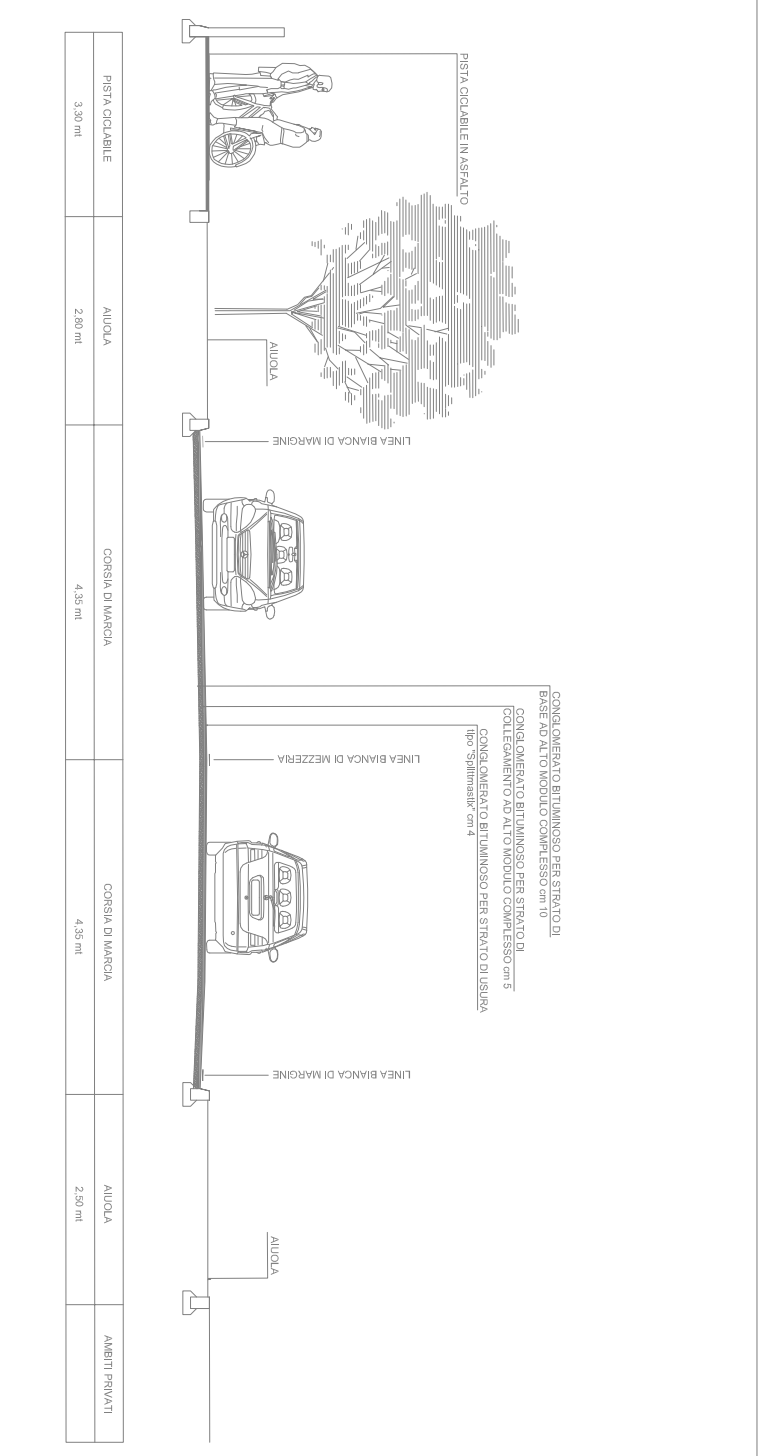 CONGLOMERATO BITUMINOSO PER STRATO DI
BASE AD ALTO MODULO COMPLESSO cm 10
CONGLOMERATO BITUMINOSO PER STRATO DI
COLLEGAMENTO AD ALTO MODULO COMPLESSO cm 5
CONGLOMERATO BITUMINOSO PER STRATO DI USURA
tipo "Splittmastix" cm 4
PISTA CICLABILE IN ASFALTO
AIUOLA
LINEA BIANCA DI MARGINE
LINEA BIANCA DI MEZZERIA
LINEA BIANCA DI MARGINE
AIUOLA
PISTA CICLABILE
AIUOLA
CORSIA DI MARCIA
CORSIA DI MARCIA
AIUOLA
AMBITI PRIVATI
3,30 mt
2,80 mt
4,35 mt
4,35 mt
2,50 mt